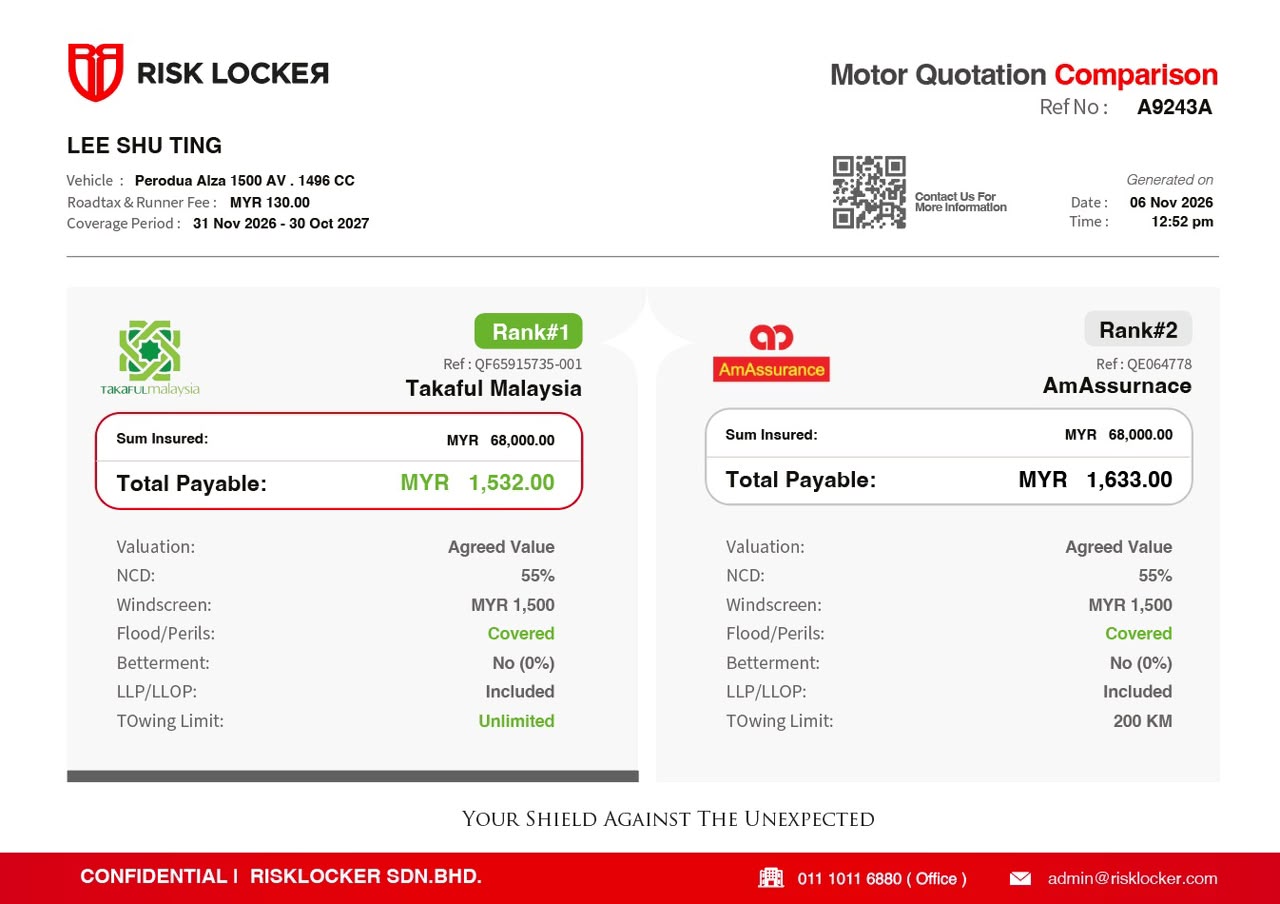 RISK LOCKER
Motor Quotation Comparison
Ref No : A9243A
LEE SHU TING
Vehicle : Perodua Alza 1500 AV . 1496 CC
Roadtax & Runner Fee : MYR 130.00
Coverage Period : 31 Nov 2026 - 30 Oct 2027
Contact Us For
More Information
Generated on
Date : 06 Nov 2026
Time : 12:52 pm
TAKAFULmalaysia
Rank#1
Ref : QF65915735-001
Takaful Malaysia
Sum Insured: MYR 68,000.00
Total Payable: MYR 1,532.00
Valuation: Agreed Value
NCD: 55%
Windscreen: MYR 1,500
Flood/Perils: Covered
Betterment: No (0%)
LLP/LLOP: Included
TOwing Limit: Unlimited
AmAssurance
Rank#2
Ref : QE064778
AmAssurnace
Sum Insured: MYR 68,000.00
Total Payable: MYR 1,633.00
Valuation: Agreed Value
NCD: 55%
Windscreen: MYR 1,500
Flood/Perils: Covered
Betterment: No (0%)
LLP/LLOP: Included
TOwing Limit: 200 KM
Your Shield Against The Unexpected
CONFIDENTIAL | RISKLOCKER SDN.BHD.
011 1011 6880 ( Office )
admin@risklocker.com